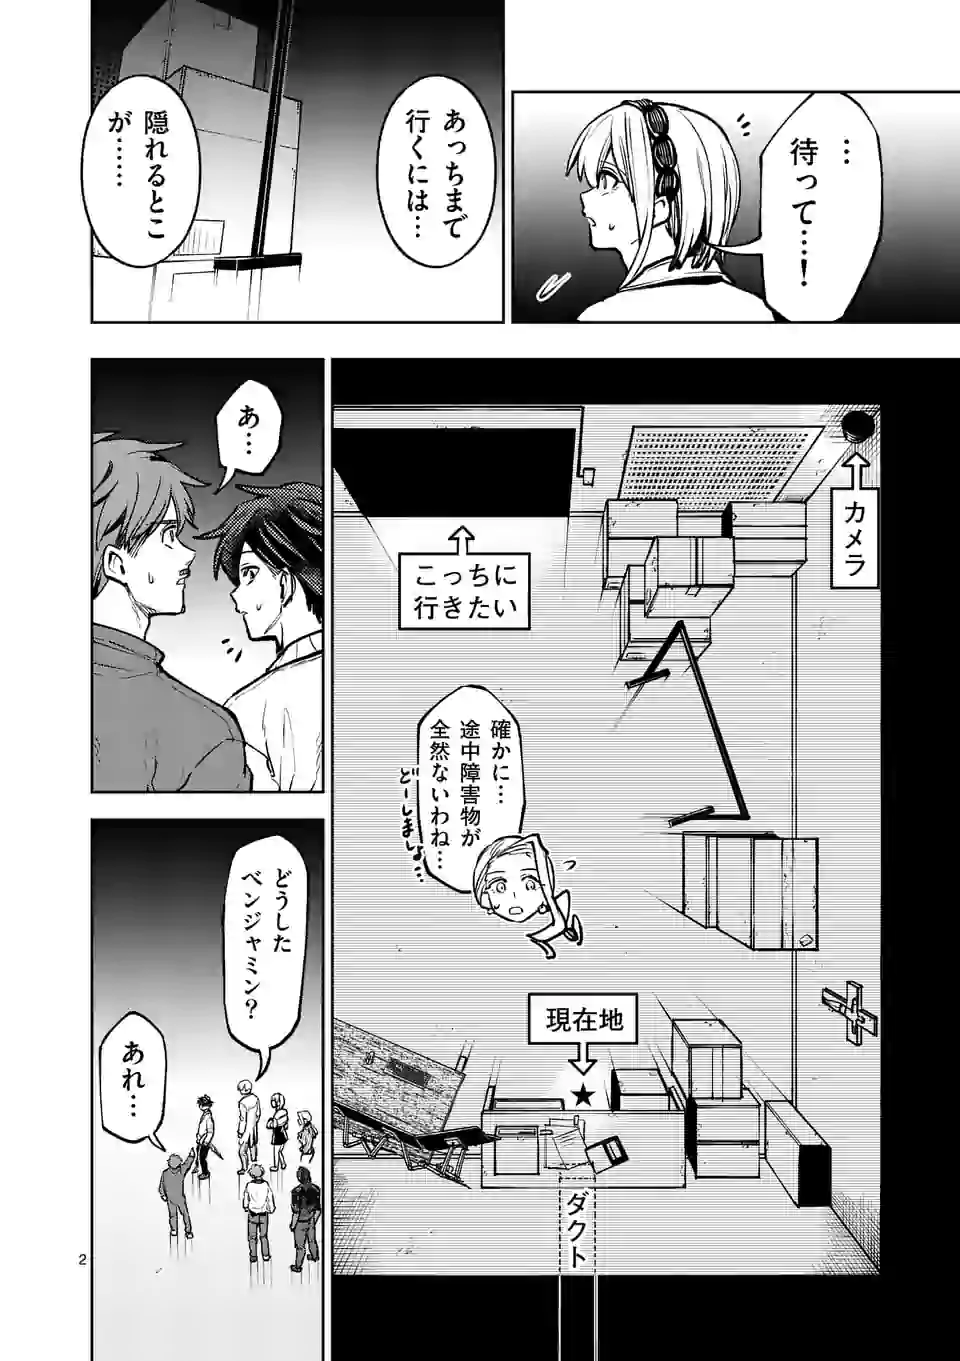 …
待って…！
あっちまで
行くには…
隠れるとこ
が……
カメラ
こっちに
行きたい
確かに…
途中障害物が
全然ないわね…
どーしましょ…
現在地
★
ダクト
あ…
どうした
ベンジャミン？
あれ…
2